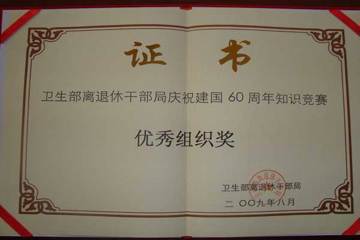 证书
卫生部离退休干部局庆祝建国 60 周年知识竞赛
优秀组织奖
卫生部离退休干部局
二〇〇九年八月